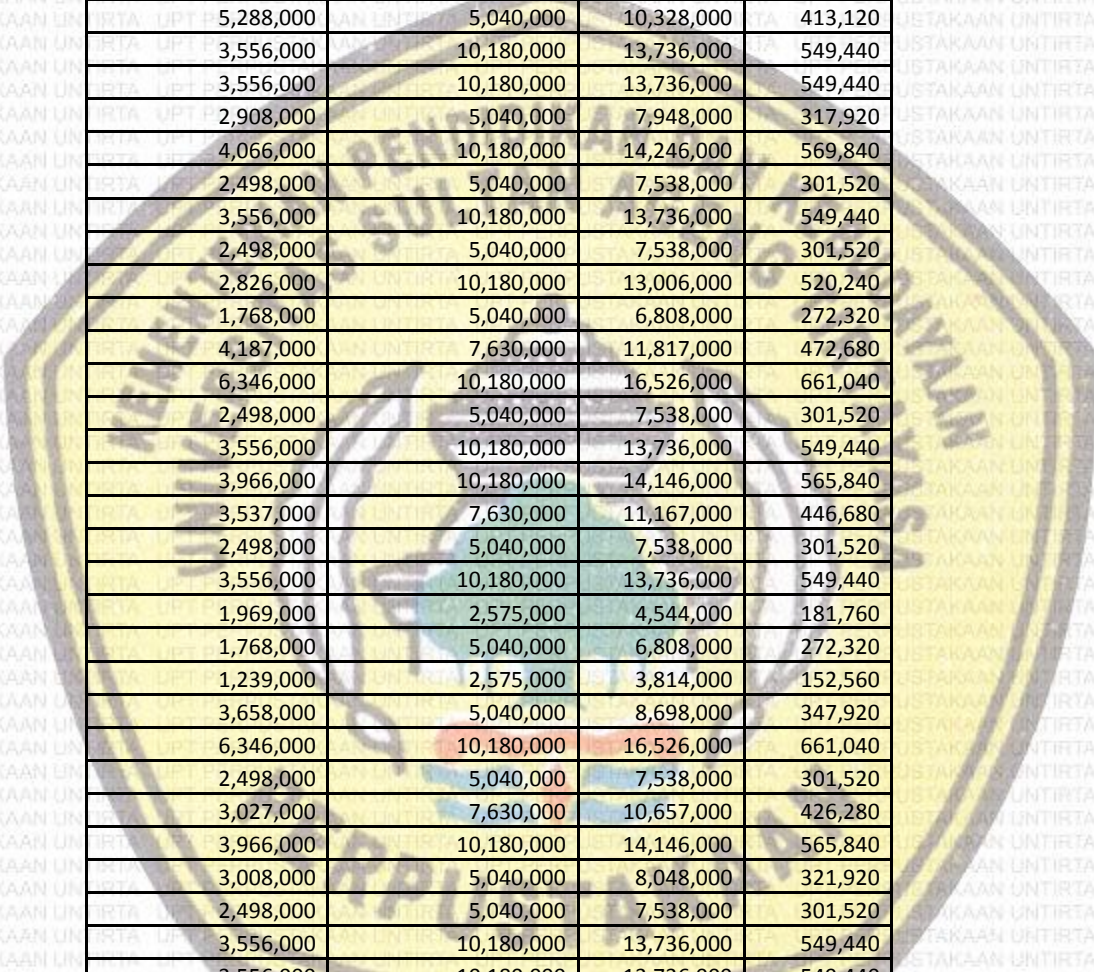 5,288,000 5,040,000 10,328,000 413,120
3,556,000 10,180,000 13,736,000 549,440
3,556,000 10,180,000 13,736,000 549,440
2,908,000 5,040,000 7,948,000 317,920
4,066,000 10,180,000 14,246,000 569,840
2,498,000 5,040,000 7,538,000 301,520
3,556,000 10,180,000 13,736,000 549,440
2,498,000 5,040,000 7,538,000 301,520
2,826,000 10,180,000 13,006,000 520,240
1,768,000 5,040,000 6,808,000 272,320
4,187,000 7,630,000 11,817,000 472,680
6,346,000 10,180,000 16,526,000 661,040
2,498,000 5,040,000 7,538,000 301,520
3,556,000 10,180,000 13,736,000 549,440
3,966,000 10,180,000 14,146,000 565,840
3,537,000 7,630,000 11,167,000 446,680
2,498,000 5,040,000 7,538,000 301,520
3,556,000 10,180,000 13,736,000 549,440
1,969,000 2,575,000 4,544,000 181,760
1,768,000 5,040,000 6,808,000 272,320
1,239,000 2,575,000 3,814,000 152,560
3,658,000 5,040,000 8,698,000 347,920
6,346,000 10,180,000 16,526,000 661,040
2,498,000 5,040,000 7,538,000 301,520
3,027,000 7,630,000 10,657,000 426,280
3,966,000 10,180,000 14,146,000 565,840
3,008,000 5,040,000 8,048,000 321,920
2,498,000 5,040,000 7,538,000 301,520
3,556,000 10,180,000 13,736,000 549,440
KEMENTERIAN PENDIDIKAN DAN KEBUDAYAAN
UNIVERSITAS SULTAN AGENG TIRTAYASA
PERPUSTAKAAN
UPT PERPUSTAKAAN UNTIRTA